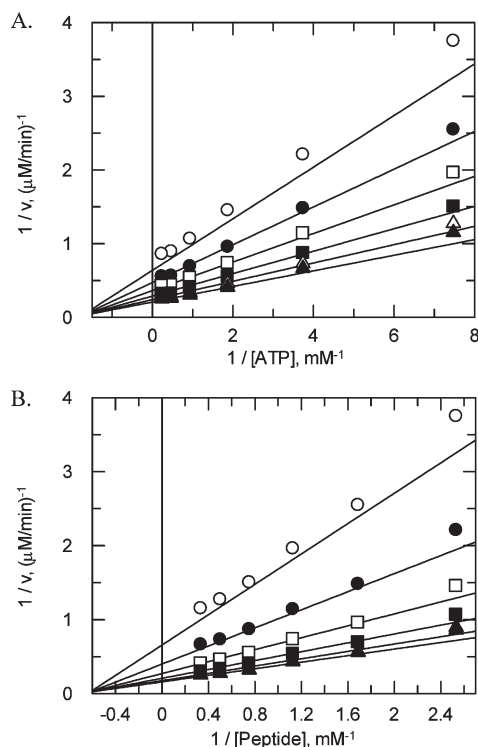 A.
4
3
2
1
0
1 / v, (μM/min)⁻¹
0 2 4 6 8
1 / [ATP], mM⁻¹
B.
4
3
2
1
0
1 / v, (μM/min)⁻¹
-0.4 0 0.4 0.8 1.2 1.6 2 2.4
1 / [Peptide], mM⁻¹